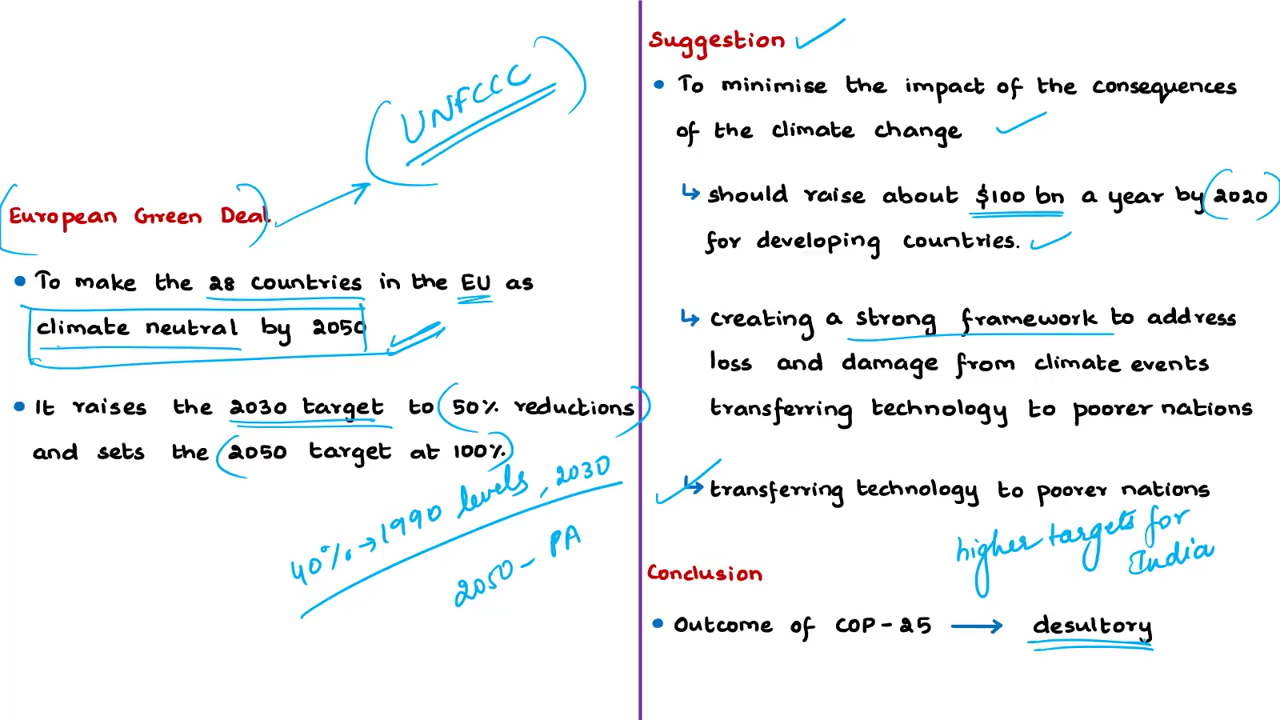 UNFCCC
European Green Deal.
• To make the 28 countries in the EU as
climate neutral by 2050
• It raises the 2030 target to 50% reductions
and sets the 2050 target at 100%.
40% → 1990 levels, 2030
2050 - PA
Suggestion
• To minimise the impact of the consequences
of the climate change
↳ should raise about $100 bn a year by 2020
for developing countries.
↳ creating a strong framework to address
loss and damage from climate events
transferring technology to poorer nations
↳ transferring technology to poorer nations
higher targets for
India
Conclusion
• Outcome of COP-25 → desultory